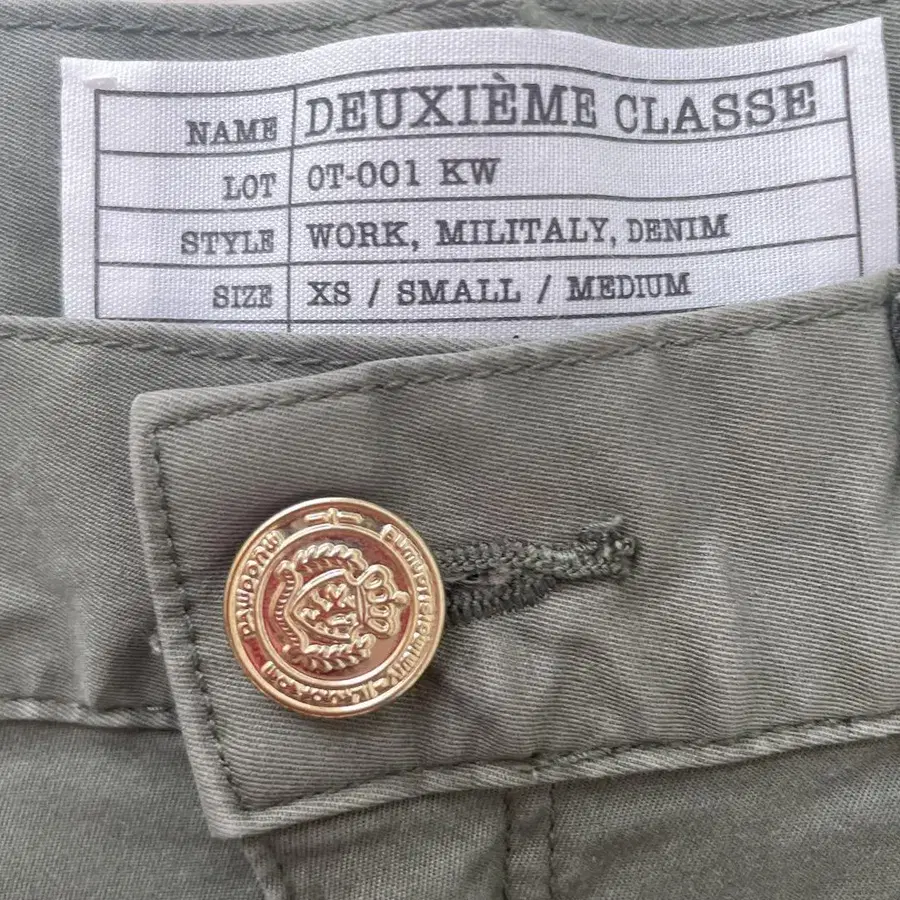 NAME DEUXIÈME CLASSE
LOT OT-001 KW
STYLE WORK, MILITALY, DENIM
SIZE XS / SMALL / MEDIUM